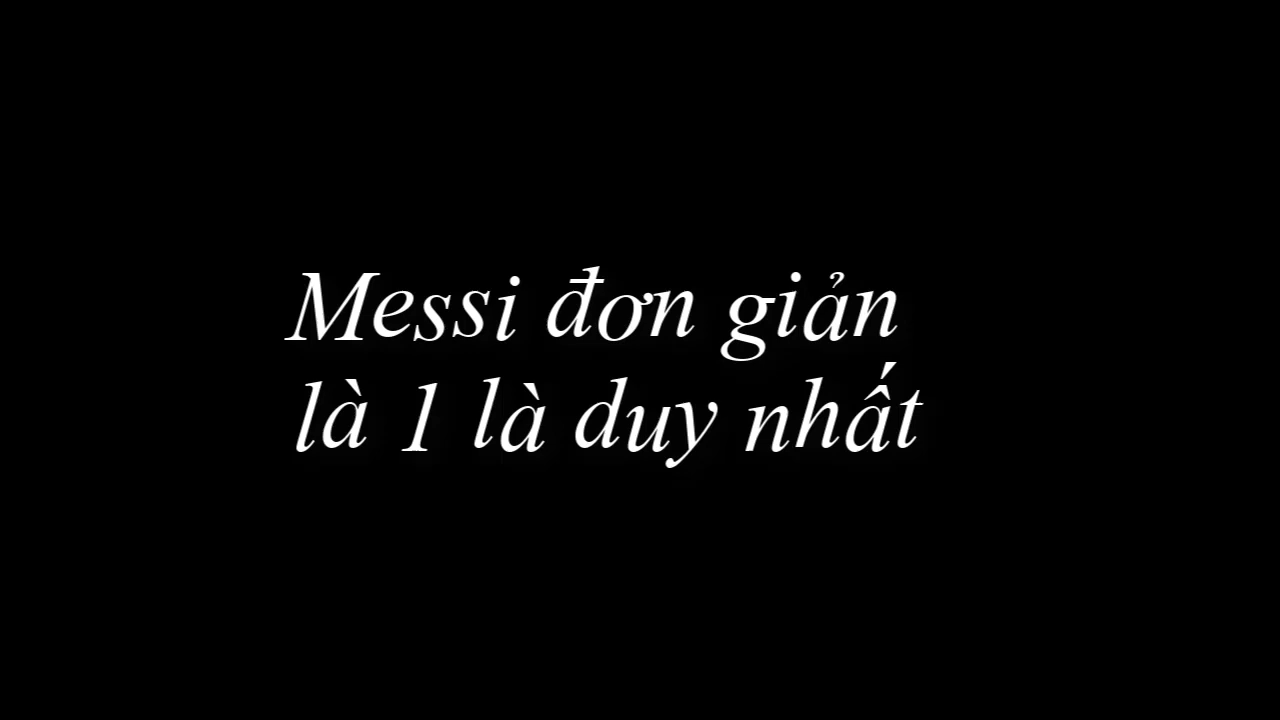 Messi đơn giản
là 1 là duy nhất